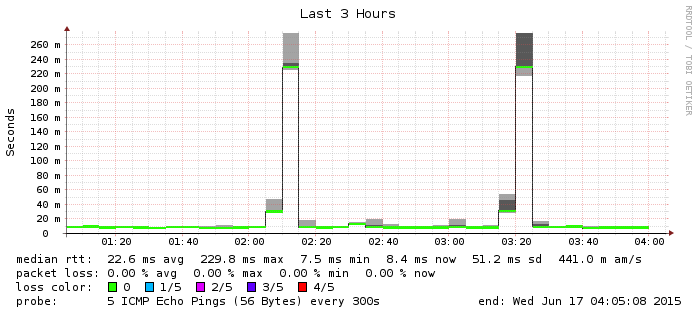 Last 3 Hours
RRDTOOL / TOBI OETIKER
Seconds
260 m
240 m
220 m
200 m
180 m
160 m
140 m
120 m
100 m
80 m
60 m
40 m
20 m
0
01:20 01:40 02:00 02:20 02:40 03:00 03:20 03:40 04:00
median rtt: 22.6 ms avg 229.8 ms max 7.5 ms min 8.4 ms now 51.2 ms sd 441.0 m am/s
packet loss: 0.00 % avg 0.00 % max 0.00 % min 0.00 % now
loss color: 0 1/5 2/5 3/5 4/5
probe: 5 ICMP Echo Pings (56 Bytes) every 300s end: Wed Jun 17 04:05:08 2015